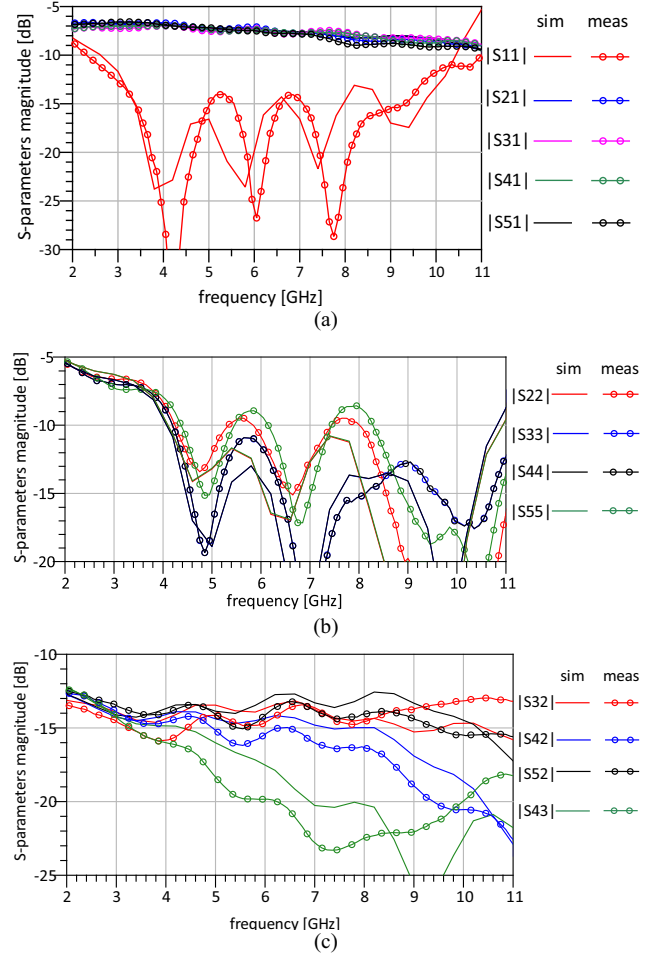 sim meas
|S11|
|S21|
|S31|
|S41|
|S51|
S-parameters magnitude [dB]
-5
-10
-15
-20
-25
-30
2 3 4 5 6 7 8 9 10 11
frequency [GHz]
(a)
sim meas
|S22|
|S33|
|S44|
|S55|
S-parameters magnitude [dB]
-5
-10
-15
-20
2 3 4 5 6 7 8 9 10 11
frequency [GHz]
(b)
sim meas
|S32|
|S42|
|S52|
|S43|
S-parameters magnitude [dB]
-10
-15
-20
-25
2 3 4 5 6 7 8 9 10 11
frequency [GHz]
(c)